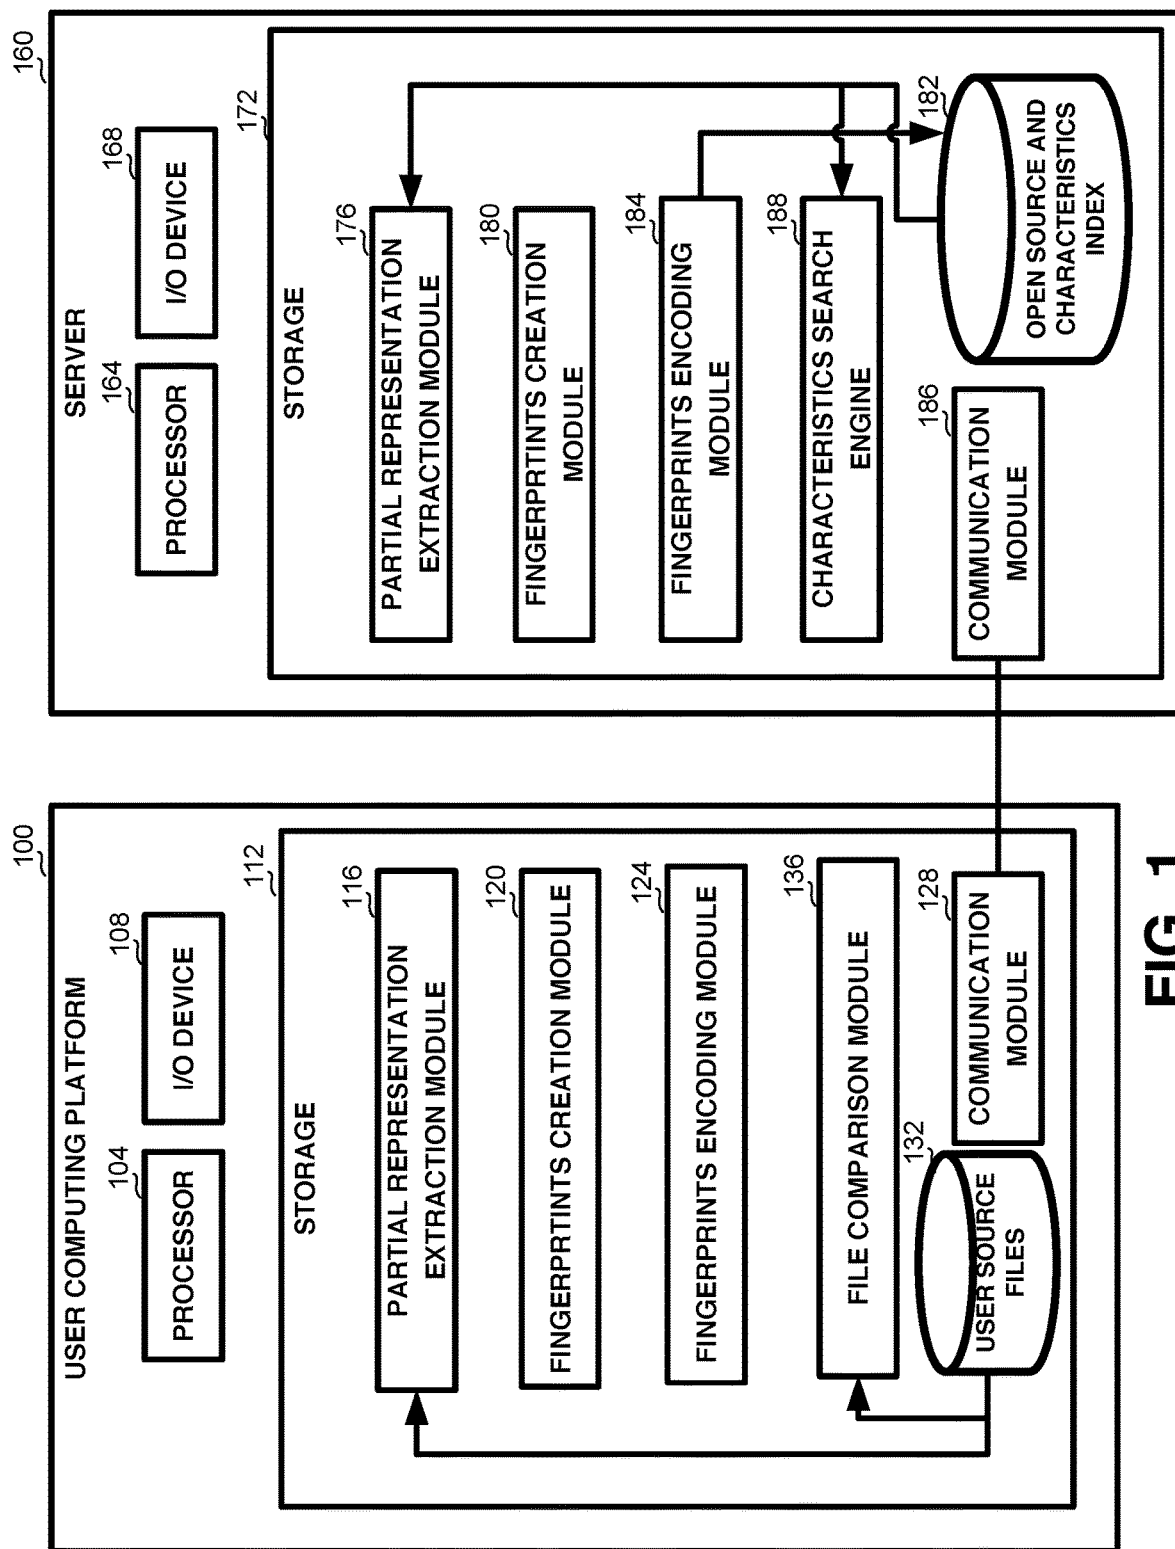 USER COMPUTING PLATFORM
100
PROCESSOR
104
I/O DEVICE
108
STORAGE
112
PARTIAL REPRESENTATION
EXTRACTION MODULE
116
FINGERPRTINTS CREATION MODULE
120
FINGERPRINTS ENCODING MODULE
124
FILE COMPARISON MODULE
136
USER SOURCE
FILES
132
COMMUNICATION
MODULE
128
SERVER
160
PROCESSOR
164
I/O DEVICE
168
STORAGE
172
PARTIAL REPRESENTATION
EXTRACTION MODULE
176
FINGERPRTINTS CREATION
MODULE
180
FINGERPRINTS ENCODING
MODULE
184
CHARACTERISTICS SEARCH
ENGINE
188
COMMUNICATION
MODULE
186
OPEN SOURCE AND
CHARACTERISTICS
INDEX
182
FIG. 1